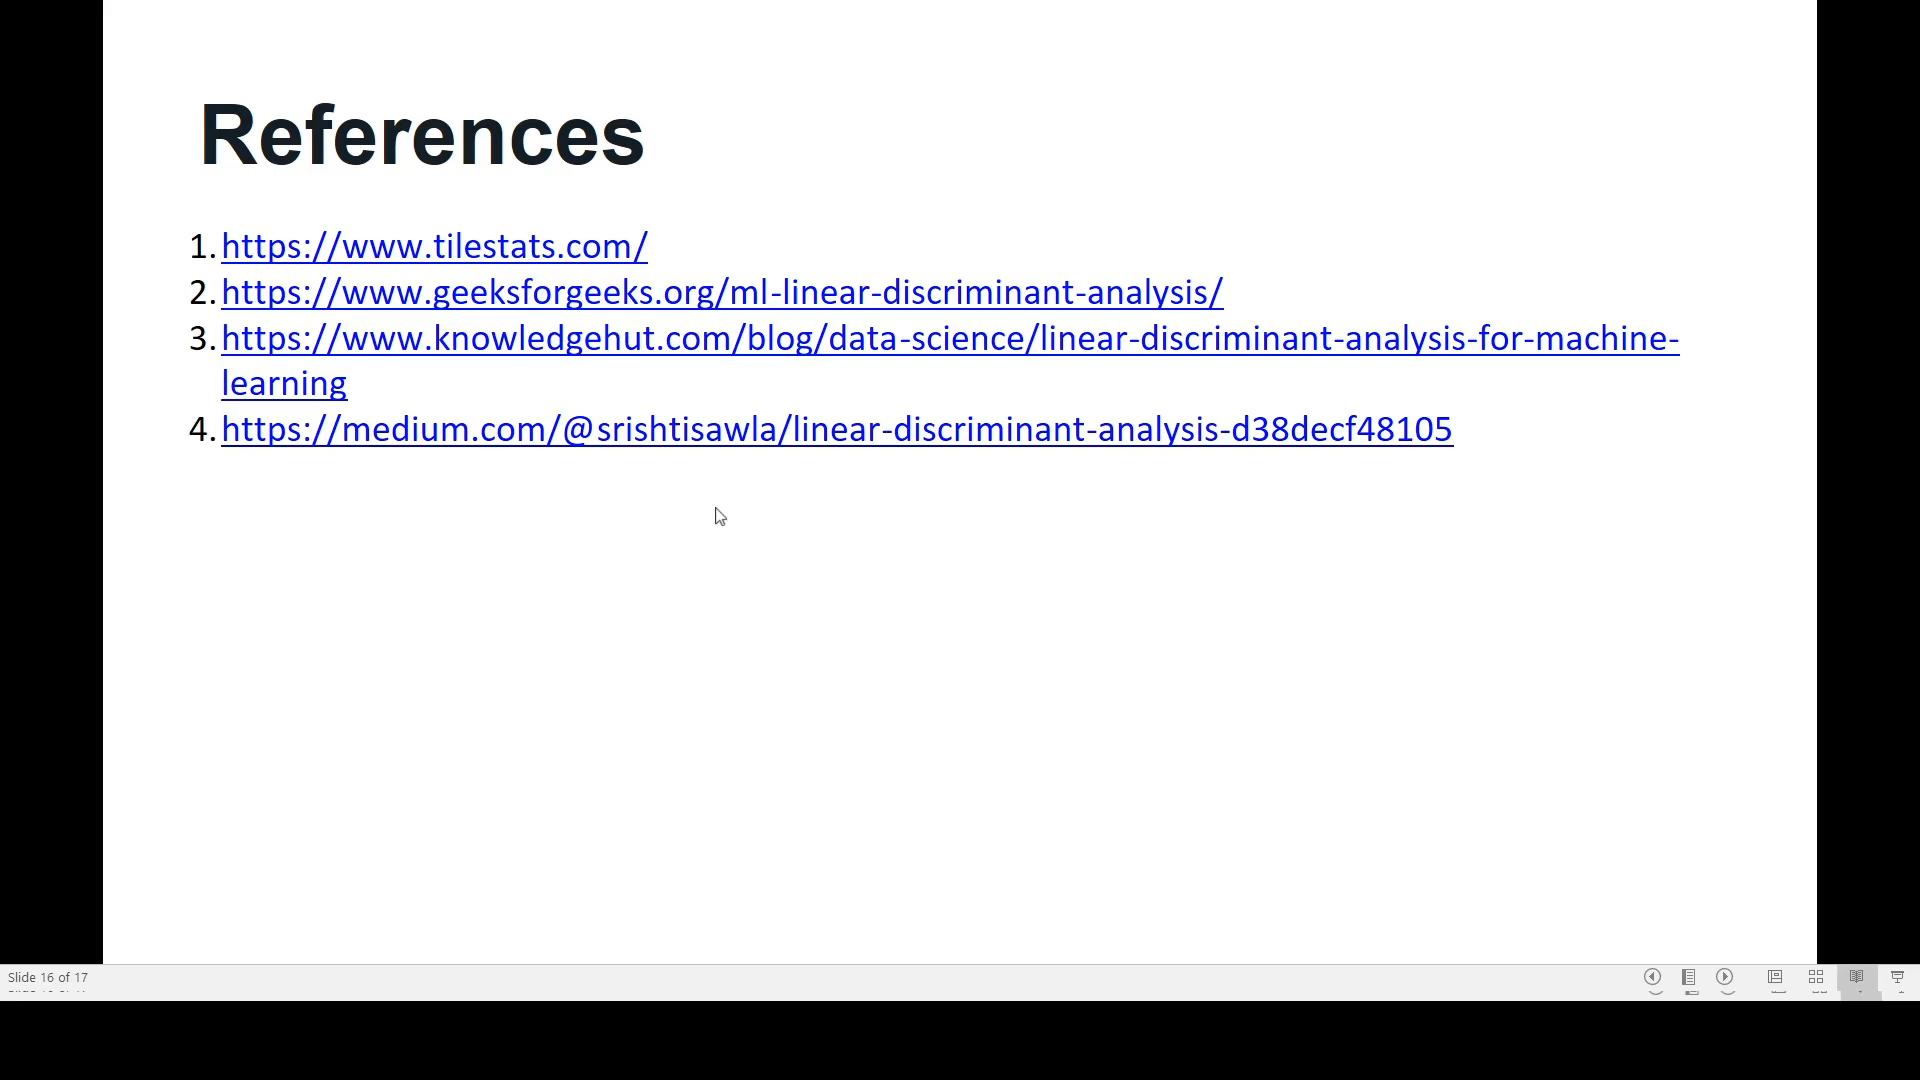 References
1. https://www.tilestats.com/
2. https://www.geeksforgeeks.org/ml-linear-discriminant-analysis/
3. https://www.knowledgehut.com/blog/data-science/linear-discriminant-analysis-for-machine-
learning
4. https://medium.com/@srishtisawla/linear-discriminant-analysis-d38decf48105
Slide 16 of 17